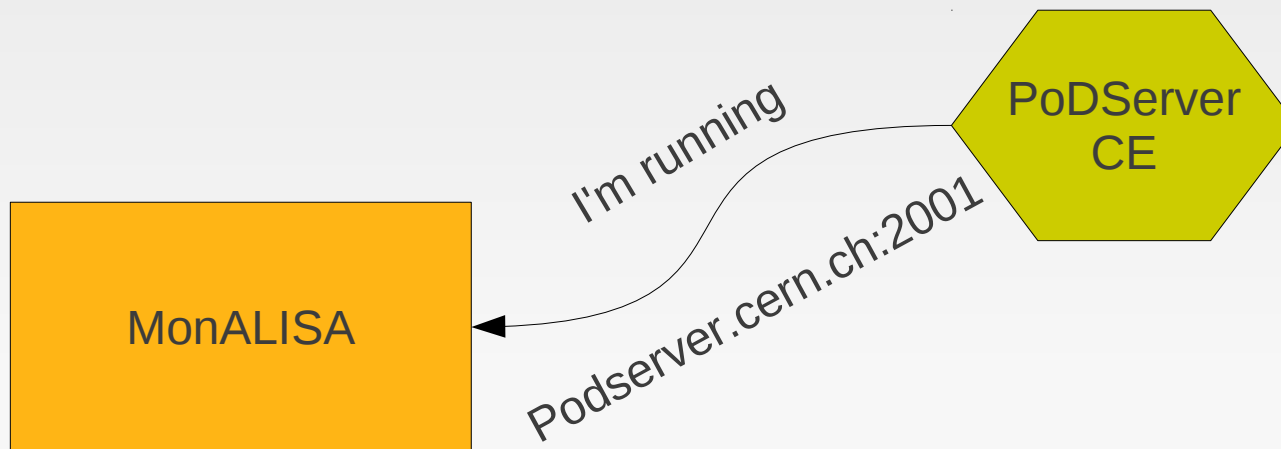 PoDServer
CE
I'm running
Podserver.cern.ch:2001
MonALISA